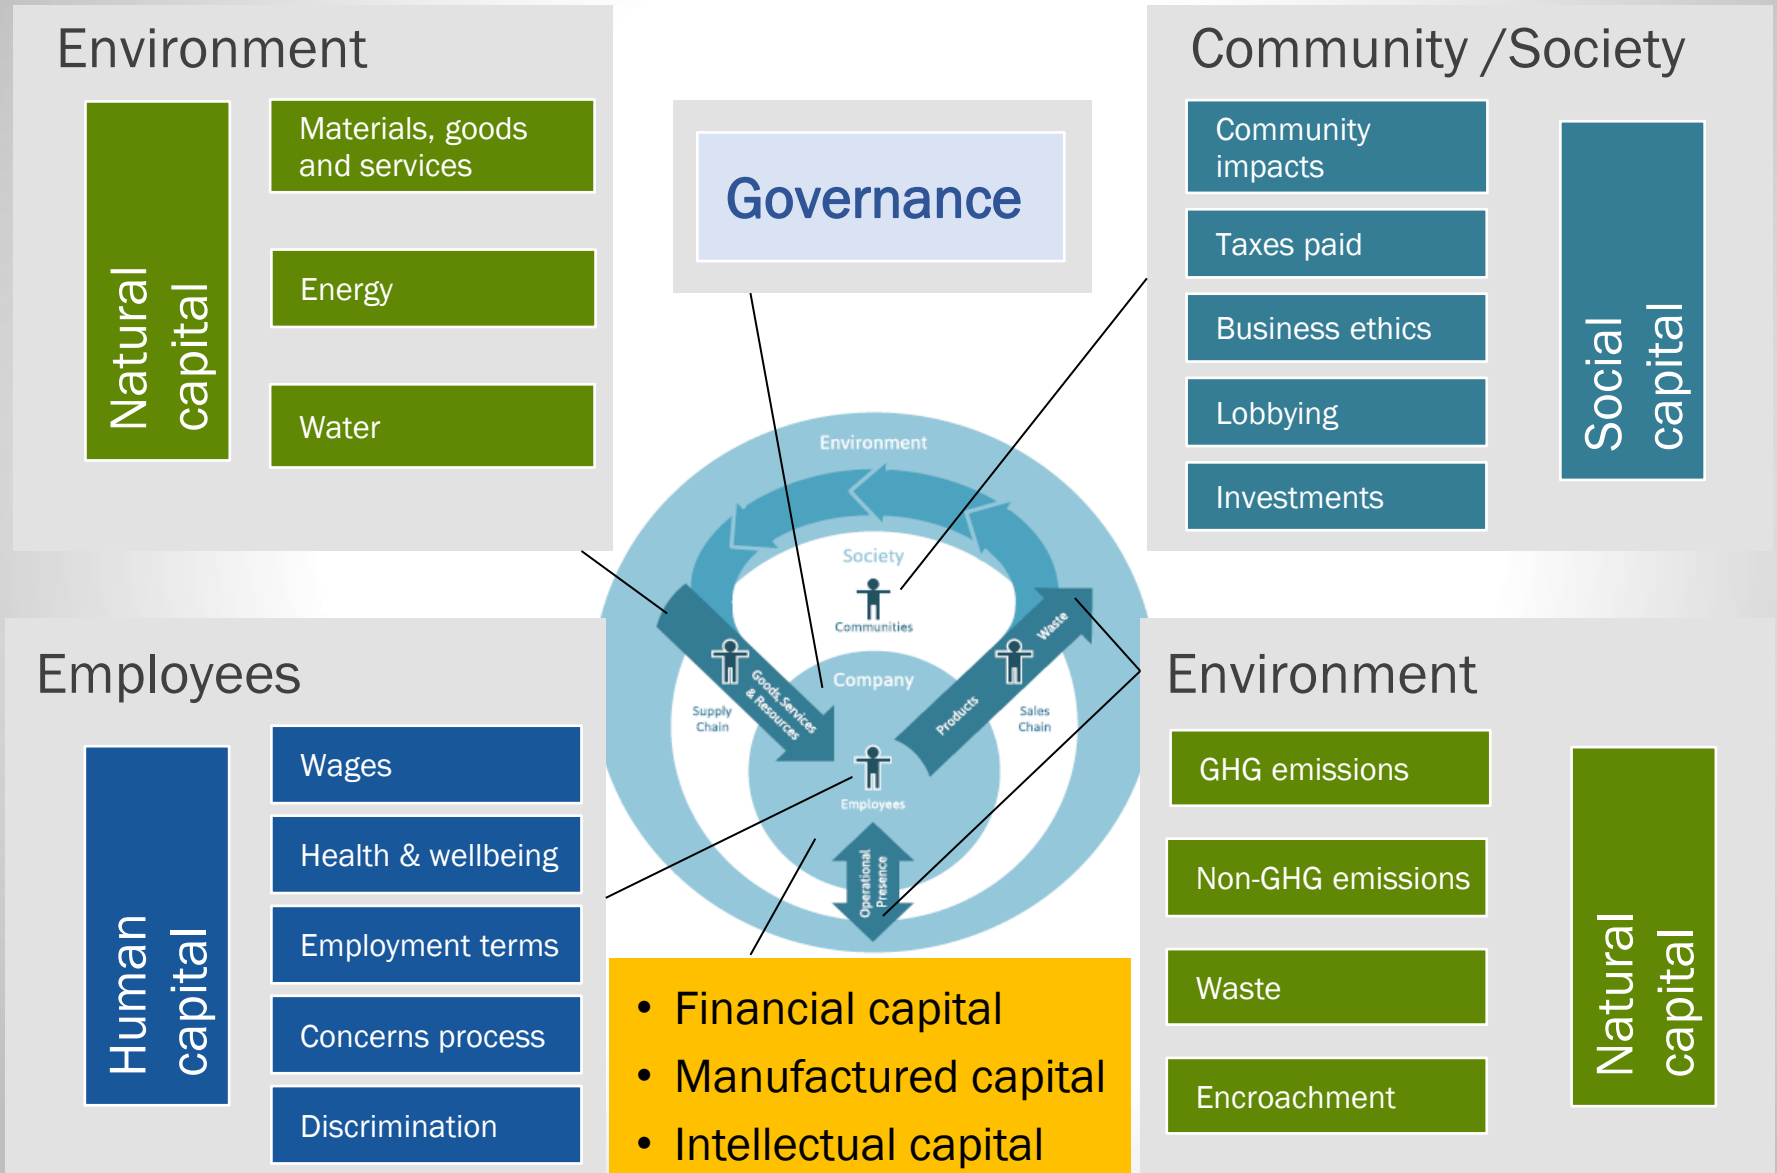 Environment
Natural
capital
Materials, goods
and services
Energy
Water
Governance
Community /Society
Community
impacts
Taxes paid
Business ethics
Lobbying
Investments
Social
capital
Environment
Society
Communities
Company
Supply
Chain
Goods, Services
& Resources
Products
Waste
Sales
Chain
Employees
Operational
Presence
Employees
Human
capital
Wages
Health & wellbeing
Employment terms
Concerns process
Discrimination
• Financial capital
• Manufactured capital
• Intellectual capital
Environment
GHG emissions
Non-GHG emissions
Waste
Encroachment
Natural
capital